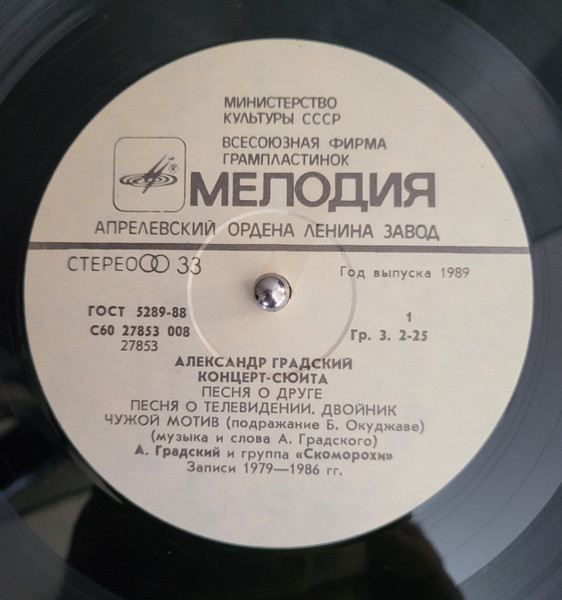 МИНИСТЕРСТВО
КУЛЬТУРЫ СССР
ВСЕСОЮЗНАЯ ФИРМА
ГРАМПЛАСТИНОК
®
МЕЛОДИЯ
АПРЕЛЕВСКИЙ ОРДЕНА ЛЕНИНА ЗАВОД
СТЕРЕО 33
Год выпуска 1989
ГОСТ 5289-88
1
С60 27853 008
Гр. 3. 2-25
27853
АЛЕКСАНДР ГРАДСКИЙ
КОНЦЕРТ-СЮИТА
ПЕСНЯ О ДРУГЕ
ПЕСНЯ О ТЕЛЕВИДЕНИИ. ДВОЙНИК
ЧУЖОЙ МОТИВ (подражание Б. Окуджаве)
(музыка и слова А. Градского)
А. Градский и группа «Скоморохи»
Записи 1979—1986 гг.